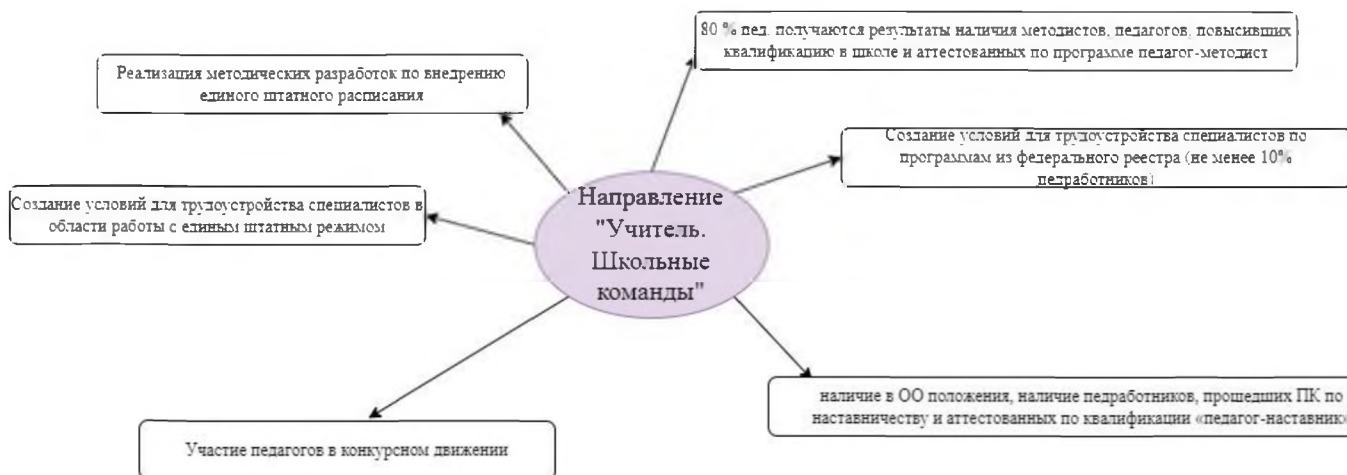 80 % пед. получаются результаты наличия методистов, педагогов, повысивших
квалификацию в школе и аттестованных по программе педагог-методист
Реализация методических разработок по внедрению
единого штатного расписания
Создание условий для трудоустройства специалистов по
программам из федерального реестра (не менее 10%
педработников)
Создание условий для трудоустройства специалистов в
области работы с единым штатным режимом
Направление
"Учитель.
Школьные
команды"
наличие в ОО положения, наличие педработников, прошедших ПК по
наставничеству и аттестованных по квалификации «педагог-наставник»
Участие педагогов в конкурсном движении